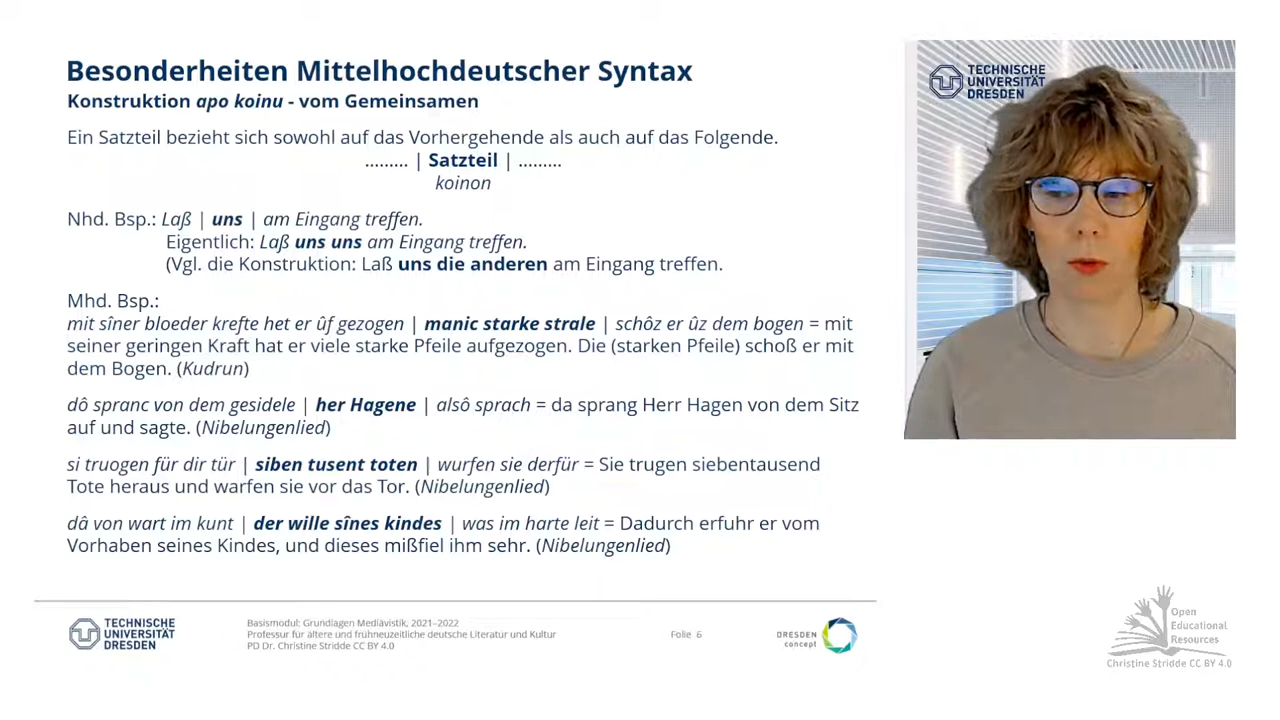 Besonderheiten Mittelhochdeutscher Syntax
Konstruktion apo koinu - vom Gemeinsamen
Ein Satzteil bezieht sich sowohl auf das Vorhergehende als auch auf das Folgende.
......... | Satzteil | .........
koinon
Nhd. Bsp.: Laß | uns | am Eingang treffen.
Eigentlich: Laß uns uns am Eingang treffen.
(Vgl. die Konstruktion: Laß uns die anderen am Eingang treffen.
Mhd. Bsp.:
mit sîner bloeder krefte het er ûf gezogen | manic starke strale | schôz er ûz dem bogen = mit
seiner geringen Kraft hat er viele starke Pfeile aufgezogen. Die (starken Pfeile) schoß er mit
dem Bogen. (Kudrun)
dô spranc von dem gesidele | her Hagene | alsô sprach = da sprang Herr Hagen von dem Sitz
auf und sagte. (Nibelungenlied)
si truogen für dir tür | siben tusent toten | wurfen sie derfür = Sie trugen siebentausend
Tote heraus und warfen sie vor das Tor. (Nibelungenlied)
dâ von wart im kunt | der wille sînes kindes | was im harte leit = Dadurch erfuhr er vom
Vorhaben seines Kindes, und dieses mißfiel ihm sehr. (Nibelungenlied)
TECHNISCHE
UNIVERSITÄT
DRESDEN
Basismodul: Grundlagen Mediävistik, 2021–2022
Professur für ältere und frühneuzeitliche deutsche Literatur und Kultur
PD Dr. Christine Stridde CC BY 4.0
Folie 6
DRESDEN
concept
TECHNISCHE
UNIVERSITÄT
DRESDEN
Open
Educational
Resources
Christine Stridde CC BY 4.0